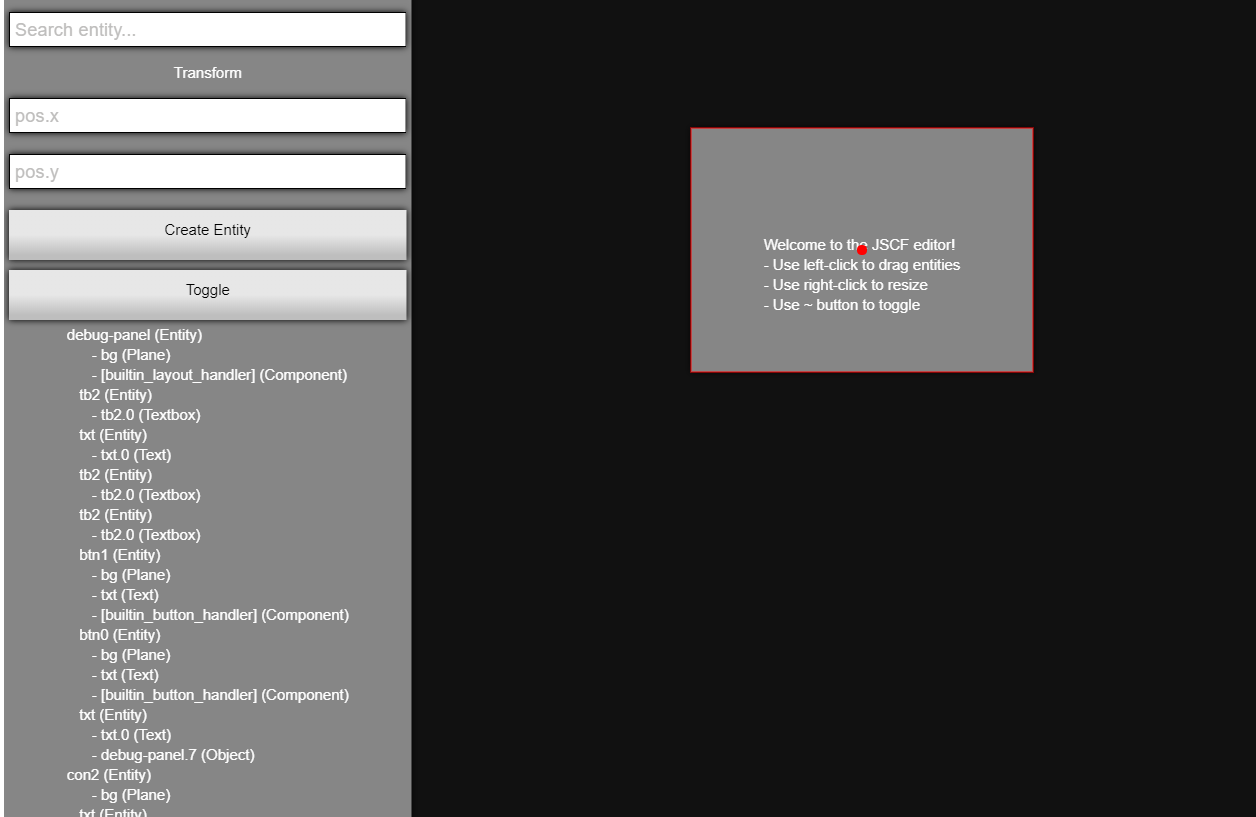 Search entity...
Transform
pos.x
pos.y
Create Entity
Toggle
debug-panel (Entity)
- bg (Plane)
- [builtin_layout_handler] (Component)
tb2 (Entity)
- tb2.0 (Textbox)
txt (Entity)
- txt.0 (Text)
tb2 (Entity)
- tb2.0 (Textbox)
tb2 (Entity)
- tb2.0 (Textbox)
btn1 (Entity)
- bg (Plane)
- txt (Text)
- [builtin_button_handler] (Component)
btn0 (Entity)
- bg (Plane)
- txt (Text)
- [builtin_button_handler] (Component)
txt (Entity)
- txt.0 (Text)
- debug-panel.7 (Object)
con2 (Entity)
- bg (Plane)
txt (Entity)
Welcome to the JSCF editor!
- Use left-click to drag entities
- Use right-click to resize
- Use ~ button to toggle